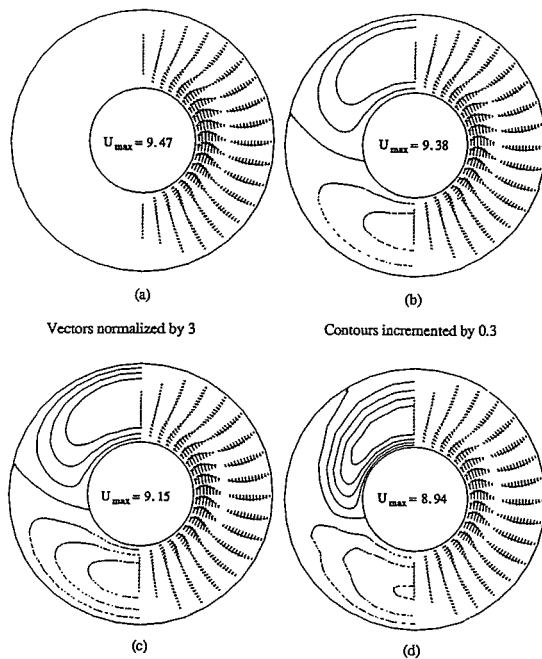 U_max = 9.47
U_max = 9.38
(a)
(b)
Vectors normalized by 3
Contours incremented by 0.3
U_max = 9.15
U_max = 8.94
(c)
(d)